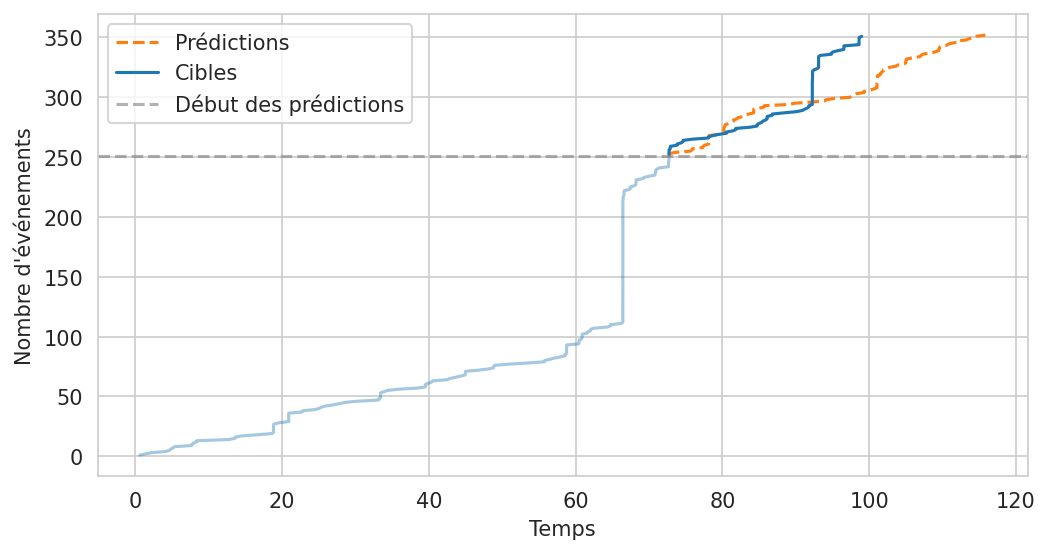 Prédictions
Cibles
Début des prédictions
Nombre d'événements
350
300
250
200
150
100
50
0
0 20 40 60 80 100 120
Temps